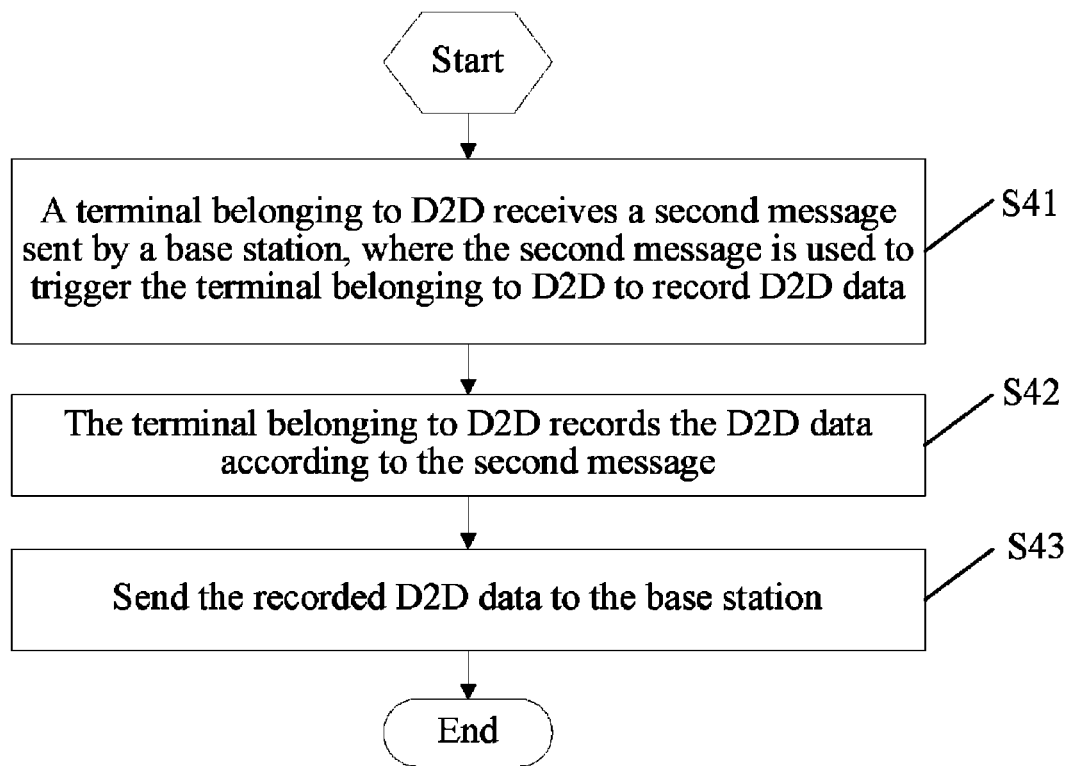 Start
A terminal belonging to D2D receives a second message
sent by a base station, where the second message is used to
trigger the terminal belonging to D2D to record D2D data
S41
The terminal belonging to D2D records the D2D data
according to the second message
S42
Send the recorded D2D data to the base station
S43
End